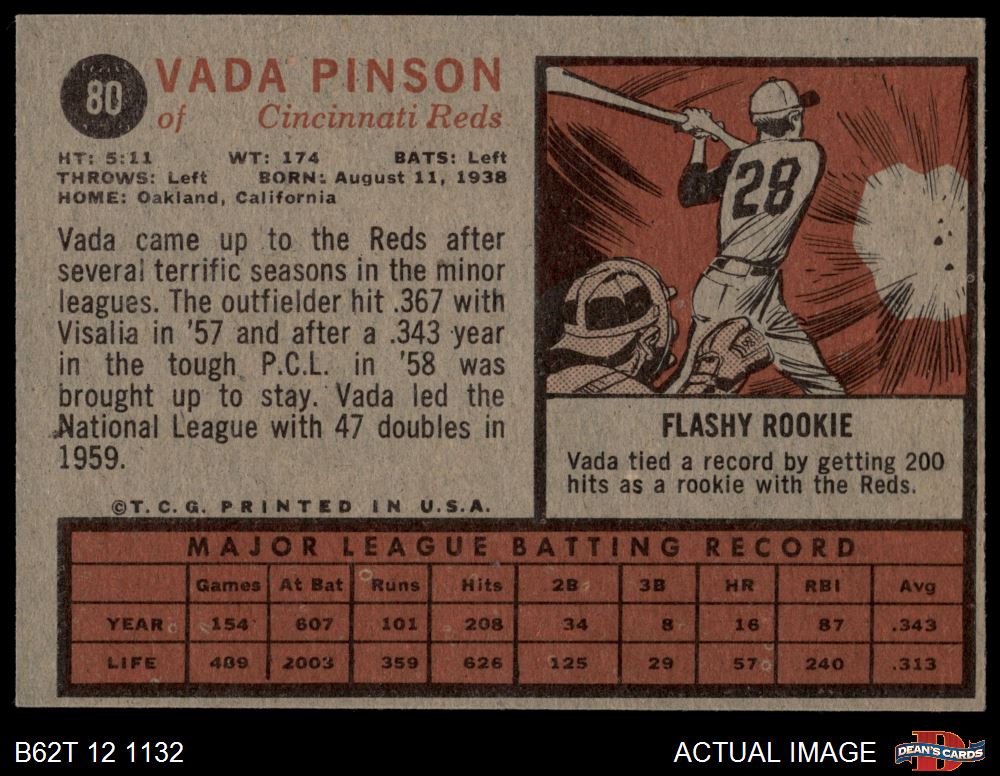 80
VADA PINSON
of Cincinnati Reds
HT: 5:11 WT: 174 BATS: Left
THROWS: Left BORN: August 11, 1938
HOME: Oakland, California
Vada came up to the Reds after
several terrific seasons in the minor
leagues. The outfielder hit .367 with
Visalia in '57 and after a .343 year
in the tough P.C.L. in '58 was
brought up to stay. Vada led the
National League with 47 doubles in
1959.
©T.C.G. PRINTED IN U.S.A.
28
FLASHY ROOKIE
Vada tied a record by getting 200
hits as a rookie with the Reds.
MAJOR LEAGUE BATTING RECORD
Games At Bat Runs Hits 2B 3B HR RBI Avg
YEAR 154 607 101 208 34 8 16 87 .343
LIFE 489 2003 359 626 125 29 57 240 .313
B62T 12 1132 ACTUAL IMAGE DEAN'S CARDS